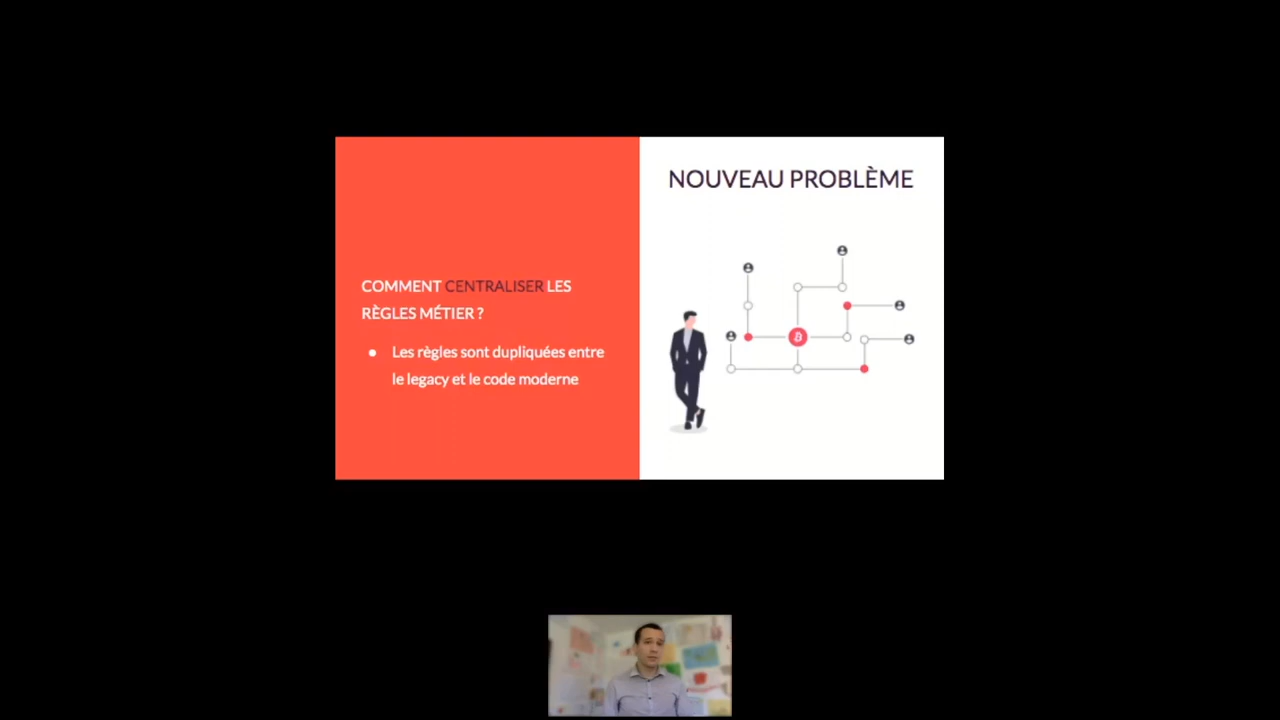 NOUVEAU PROBLÈME
COMMENT CENTRALISER LES
RÈGLES MÉTIER ?
● Les règles sont dupliquées entre
le legacy et le code moderne